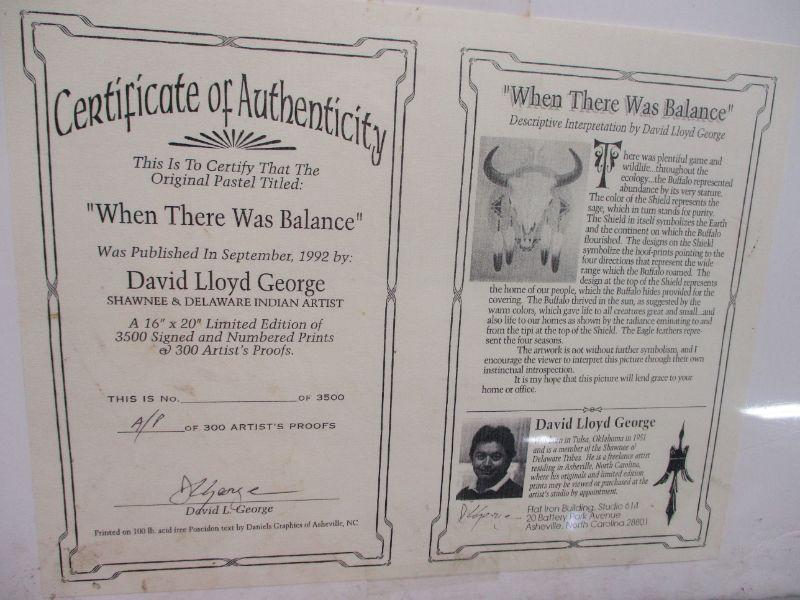 Certificate of Authenticity
This Is To Certify That The
Original Pastel Titled:
"When There Was Balance"
Was Published In September, 1992 by:
David Lloyd George
SHAWNEE & DELAWARE INDIAN ARTIST
A 16" x 20" Limited Edition of
3500 Signed and Numbered Prints
& 300 Artist's Proofs.
THIS IS No. OF 3500
A/P OF 300 ARTIST'S PROOFS
DLGeorge
David L. George
Printed on 100 lb. acid free Poseidon text by Daniels Graphics of Asheville, NC
"When There Was Balance"
Descriptive Interpretation by David Lloyd George
There was plentiful game and
wildlife...throughout the
ecology...the Buffalo represented
abundance by its very stature.
The color of the Shield represents the
sage, which in turn stands for purity.
The Shield in itself symbolizes the Earth
and the continent on which the Buffalo
flourished. The designs on the Shield
symbolize the hoof-prints pointing to the
four directions that represent the wide
range which the Buffalo roamed. The
design at the top of the Shield represents
the home of our people, which the Buffalo hides provided for the
covering. The Buffalo thrived in the sun, as suggested by the
warm colors, which gave life to all creatures great and small...and
also life to our homes as shown by the radiance eminating to and
from the tipi at the top of the Shield. The Eagle feathers repre-
sent the four seasons.
The artwork is not without further symbolism, and I
encourage the viewer to interpret this picture through their own
instinctual introspection.
It is my hope that this picture will lend grace to your
home or office.
David Lloyd George
in Tulsa, Oklahoma in 1951
and is a member of the Shawnee &
Delaware Tribes. He is a freelance artist
residing in Asheville, North Carolina,
where his originals and limited edition
prints may be viewed or purchased at the
artist's studio by appointment.
DLGeorge
Flat Iron Building, Studio 614
20 Battery Park Avenue
Asheville, North Carolina 28801